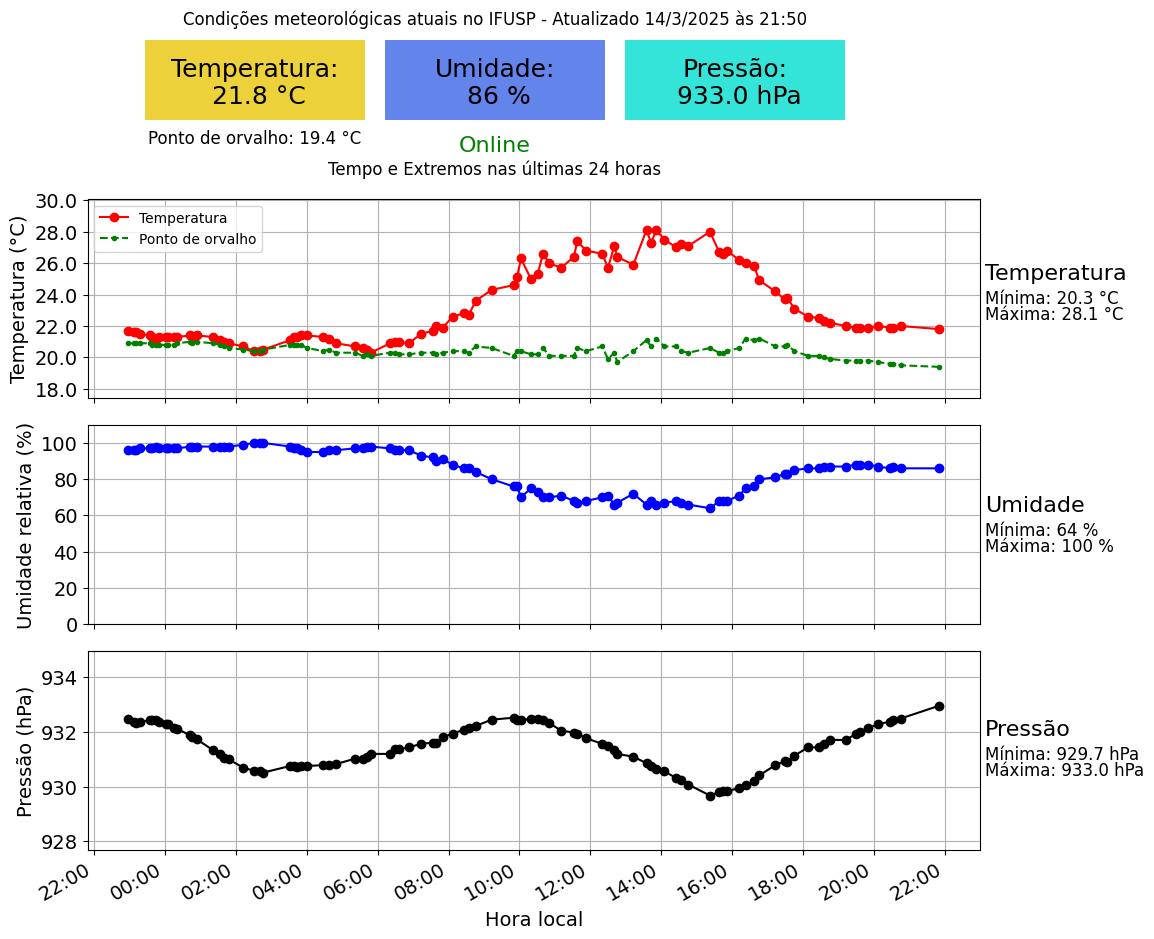 Condições meteorológicas atuais no IFUSP - Atualizado 14/3/2025 às 21:50
Temperatura:
21.8 °C
Umidade:
86 %
Pressão:
933.0 hPa
Ponto de orvalho: 19.4 °C
Online
Tempo e Extremos nas últimas 24 horas
Temperatura (°C)
30.0
28.0
26.0
24.0
22.0
20.0
18.0
Temperatura
Ponto de orvalho
Temperatura
Mínima: 20.3 °C
Máxima: 28.1 °C
Umidade relativa (%)
100
80
60
40
20
0
Umidade
Mínima: 64 %
Máxima: 100 %
Pressão (hPa)
934
932
930
928
Pressão
Mínima: 929.7 hPa
Máxima: 933.0 hPa
22:00 00:00 02:00 04:00 06:00 08:00 10:00 12:00 14:00 16:00 18:00 20:00 22:00
Hora local